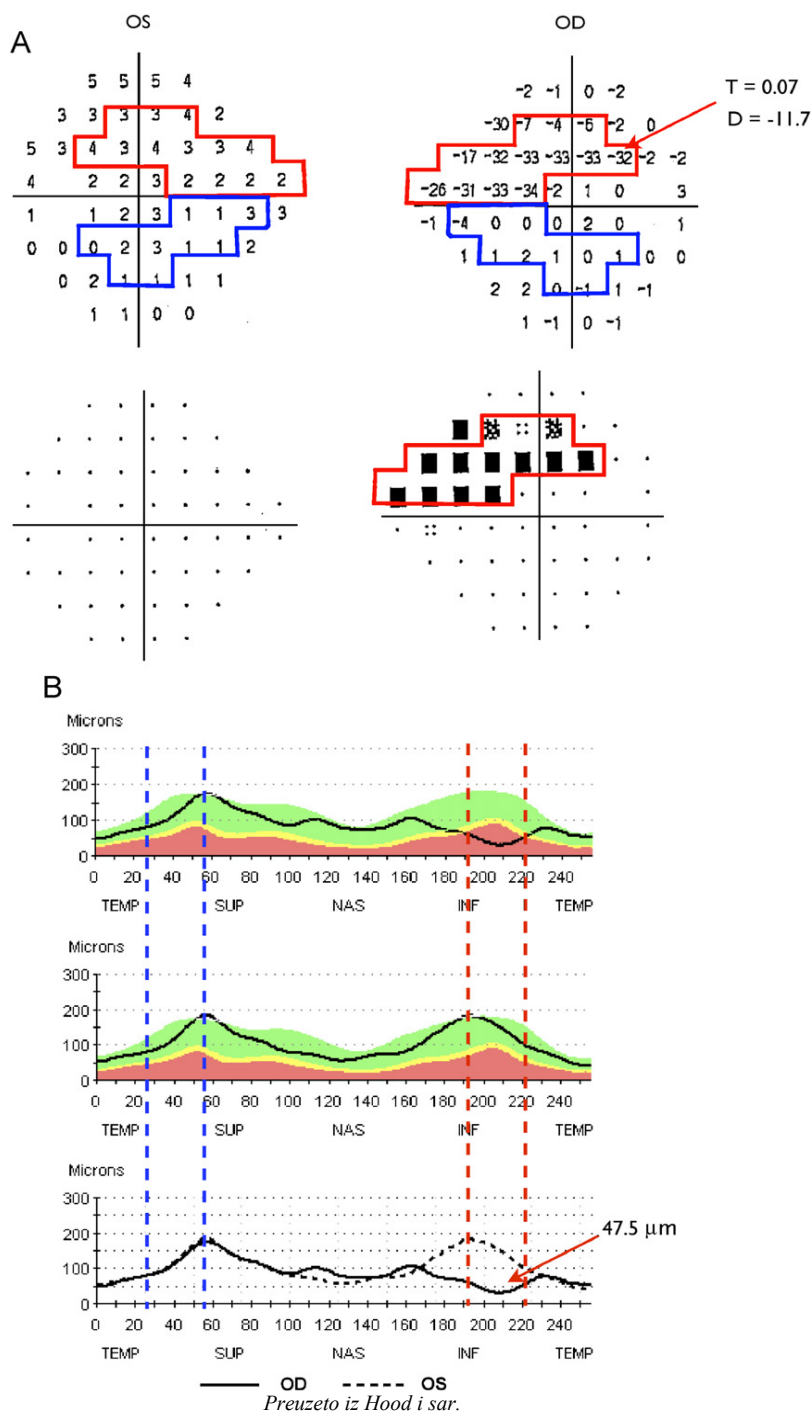 OS OD
A
5 5 5 4
3 3 3 3 4 2
5 3 4 3 4 3 3 4
4 2 2 3 2 2 2 2
1 1 2 3 1 1 3 3
0 0 0 2 3 1 1 2
0 2 1 1 1 1
1 1 0 0
-2 -1 0 -2
-30 -7 -4 -6 -2 0
-17 -32 -33 -33 -33 -32 -2 -2
-26 -31 -33 -34 -2 1 0 3
-1 -4 0 0 0 2 0 1
1 1 2 1 0 1 0 0
2 2 0 -1 1 -1
1 -1 0 -1
T = 0.07
D = -11.7
B
Microns
300
200
100
0
0 20 40 60 80 100 120 140 160 180 200 220 240
TEMP SUP NAS INF TEMP
Microns
300
200
100
0
0 20 40 60 80 100 120 140 160 180 200 220 240
TEMP SUP NAS INF TEMP
Microns
300
200
100
0
47.5 μm
0 20 40 60 80 100 120 140 160 180 200 220 240
TEMP SUP NAS INF TEMP
OD OS
Preuzeto iz Hood i sar.